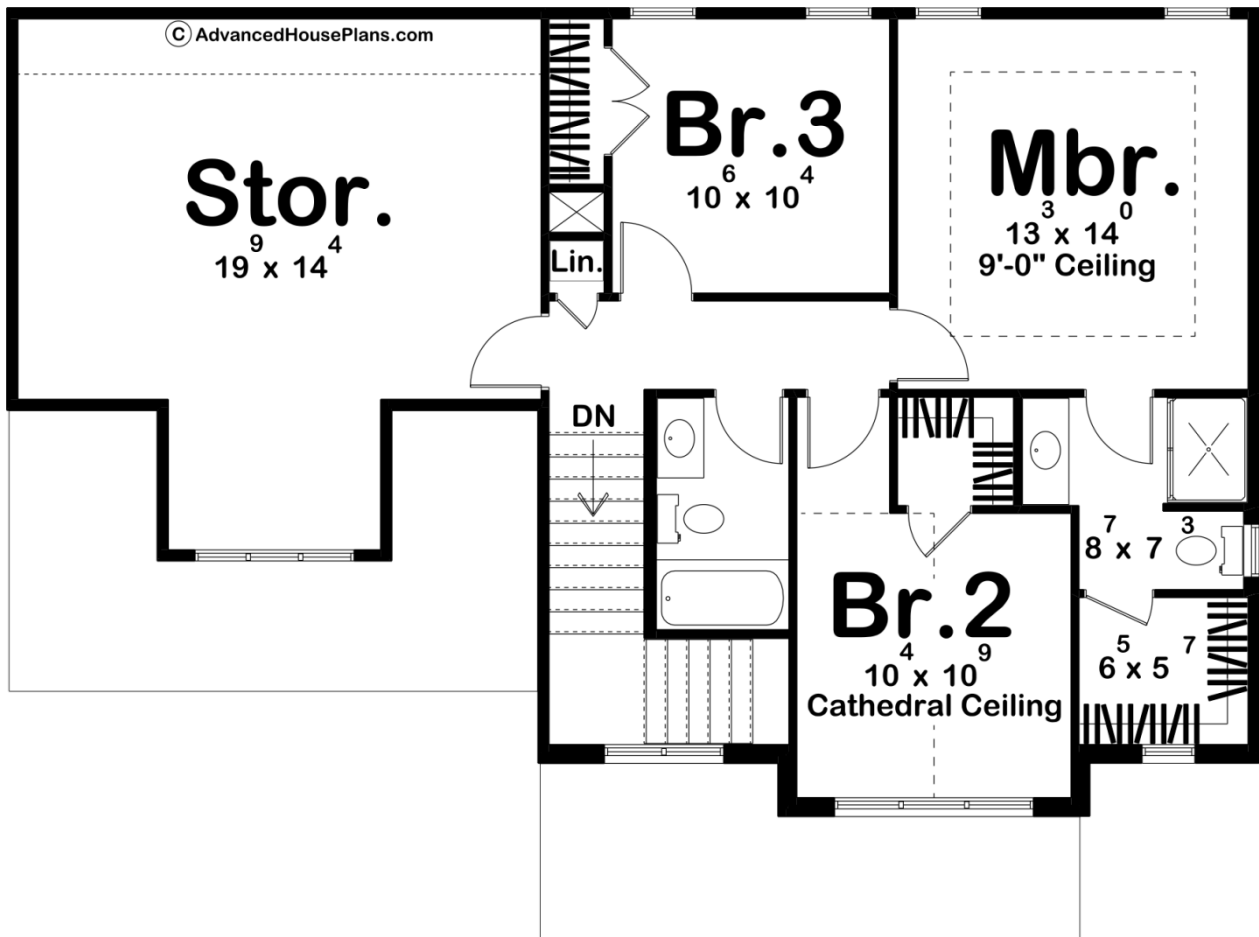 © AdvancedHousePlans.com
Stor.
19⁹ x 14⁴
Br.3
10⁶ x 10⁴
Mbr.
13³ x 14⁰
9'-0" Ceiling
Lin.
DN
8⁷ x 7³
Br.2
10⁴ x 10⁹
Cathedral Ceiling
6⁵ x 5⁷